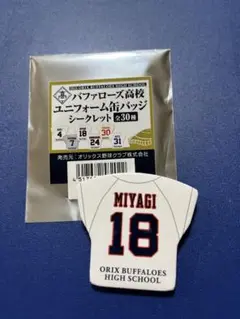 ORIX BUFFALOES HIGH SCHOOL
バファローズ高校
ユニフォーム缶バッジ
シークレット 全30種
4 18 30
7 24 31
発売元:オリックス野球クラブ株式会社
MIYAGI
18
ORIX BUFFALOES
HIGH SCHOOL